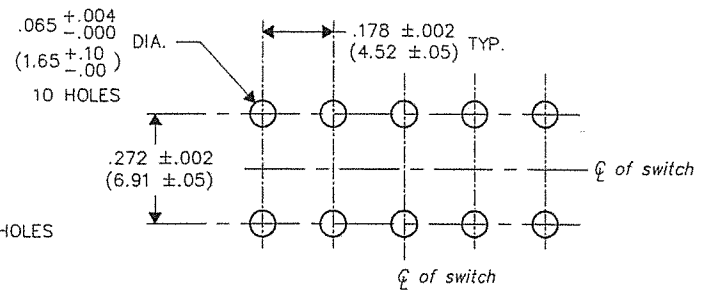 .065 +.004 -.000 DIA.
(1.65 +.10 -.00)
10 HOLES
.178 ±.002 TYP.
(4.52 ±.05)
.272 ±.002
(6.91 ±.05)
℄ of switch
HOLES
℄ of switch